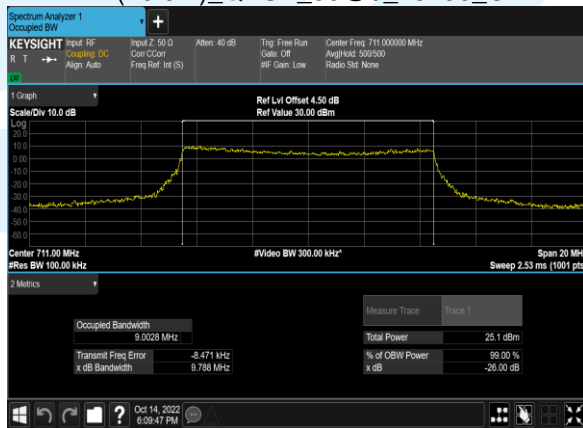 Spectrum Analyzer 1
Occupied BW
KEYSIGHT
R T
Input: RF
Coupling: DC
Align: Auto
Input Z: 50 Ω
Corr CCorr
Freq Ref: Int (S)
Atten: 40 dB
Trig: Free Run
Gate: Off
#IF Gain: Low
Center Freq: 711.000000 MHz
Avg|Hold: 500/500
Radio Std: None
1 Graph
Scale/Div 10.0 dB
Ref Lvl Offset 4.50 dB
Ref Value 30.00 dBm
Log
20.0
10.0
0.00
-10.0
-20.0
-30.0
-40.0
-50.0
-60.0
Center 711.00 MHz
#Res BW 100.00 kHz
#Video BW 300.00 kHz*
Span 20 MH
Sweep 2.53 ms (1001 pts
2 Metrics
Measure Trace
Trace 1
Occupied Bandwidth
9.0028 MHz
Total Power
25.1 dBm
Transmit Freq Error
-8.471 kHz
% of OBW Power
99.00 %
x dB Bandwidth
9.788 MHz
x dB
-26.00 dB
?
Oct 14, 2022
6:09:47 PM